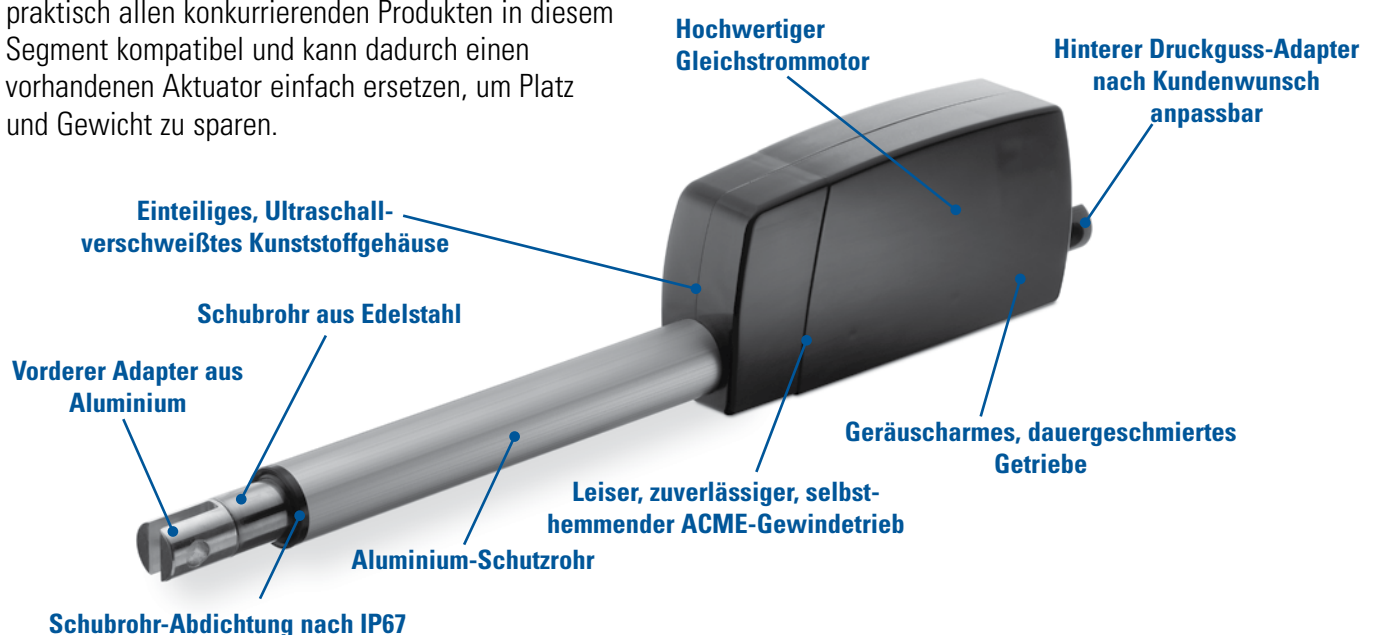 praktisch allen konkurrierenden Produkten in diesem
Segment kompatibel und kann dadurch einen
vorhandenen Aktuator einfach ersetzen, um Platz
und Gewicht zu sparen.
Hochwertiger
Gleichstrommotor
Hinterer Druckguss-Adapter
nach Kundenwunsch
anpassbar
Einteiliges, Ultraschall-
verschweißtes Kunststoffgehäuse
Schubrohr aus Edelstahl
Vorderer Adapter aus
Aluminium
Geräuscharmes, dauergeschmiertes
Getriebe
Leiser, zuverlässiger, selbst-
hemmender ACME-Gewindetrieb
Aluminium-Schutzrohr
Schubrohr-Abdichtung nach IP67